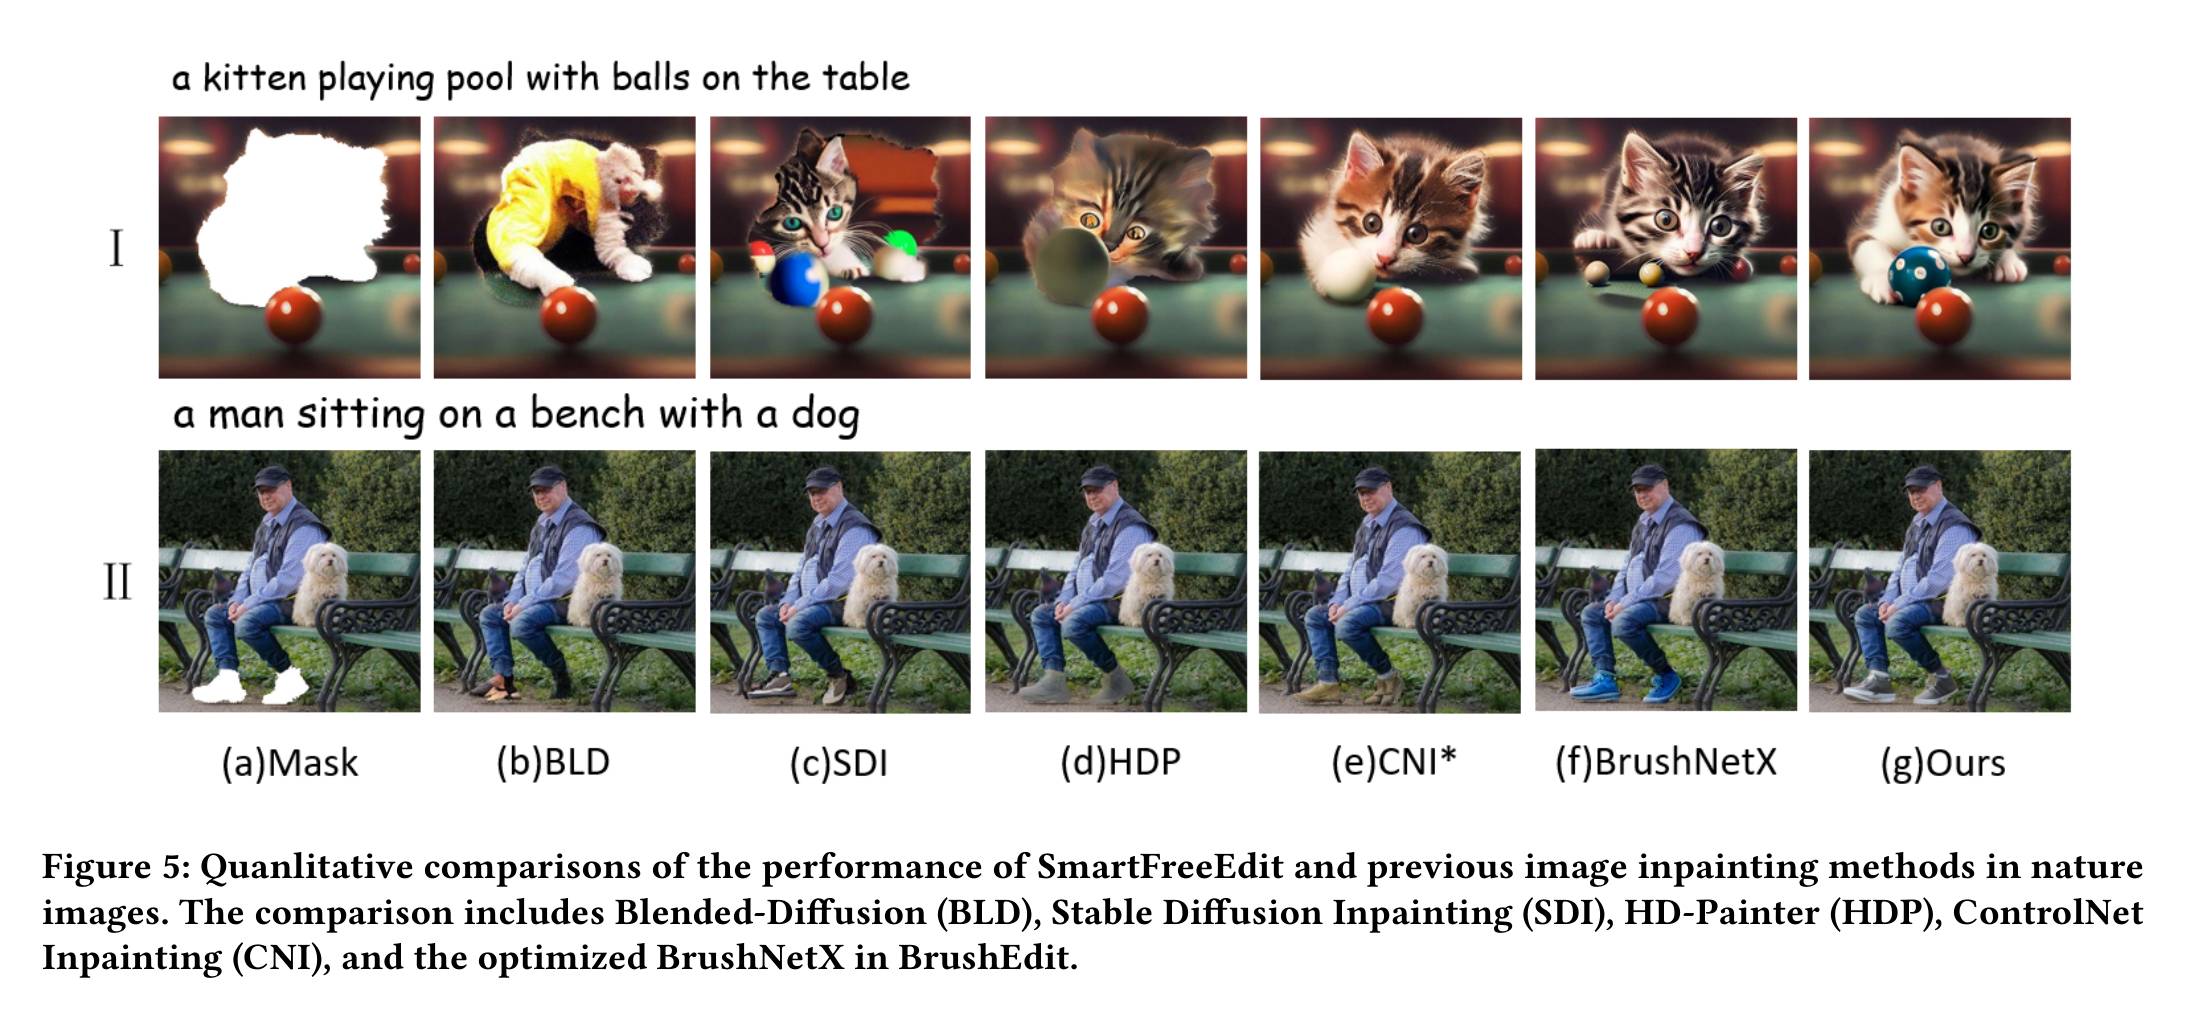 a kitten playing pool with balls on the table
I
a man sitting on a bench with a dog
II
(a)Mask
(b)BLD
(c)SDI
(d)HDP
(e)CNI*
(f)BrushNetX
(g)Ours
Figure 5: Quanlitative comparisons of the performance of SmartFreeEdit and previous image inpainting methods in nature
images. The comparison includes Blended-Diffusion (BLD), Stable Diffusion Inpainting (SDI), HD-Painter (HDP), ControlNet
Inpainting (CNI), and the optimized BrushNetX in BrushEdit.